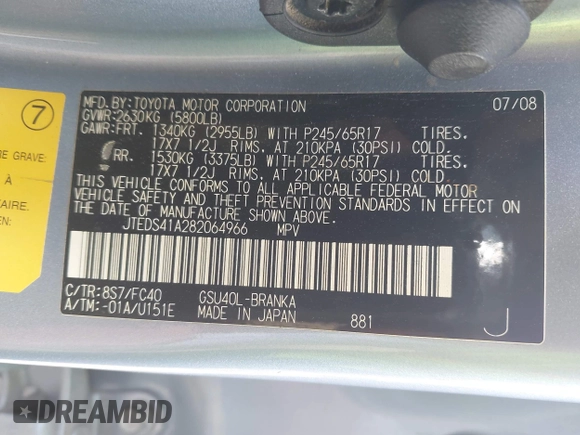 MFD.BY:TOYOTA MOTOR CORPORATION 07/08
GVWR:2630KG (5800LB)
GAWR:FRT. 1340KG (2955LB) WITH P245/65R17 TIRES.
17X7 1/2J RIMS. AT 210KPA (30PSI) COLD.
RR. 1530KG (3375LB) WITH P245/65R17 TIRES.
17X7 1/2J RIMS. AT 210KPA (30PSI) COLD.
THIS VEHICLE CONFORMS TO ALL APPLICABLE FEDERAL MOTOR
VEHICLE SAFETY AND THEFT PREVENTION STANDARDS IN EFFECT
ON THE DATE OF MANUFACTURE SHOWN ABOVE.
JTEDS41A282064966 MPV
C/TR:8S7/FC40 GSU40L-BRANKA
A/TM:-01A/U151E MADE IN JAPAN 881 J
7
RE GRAVE:
À
AIRE.
EN:
DREAMBID